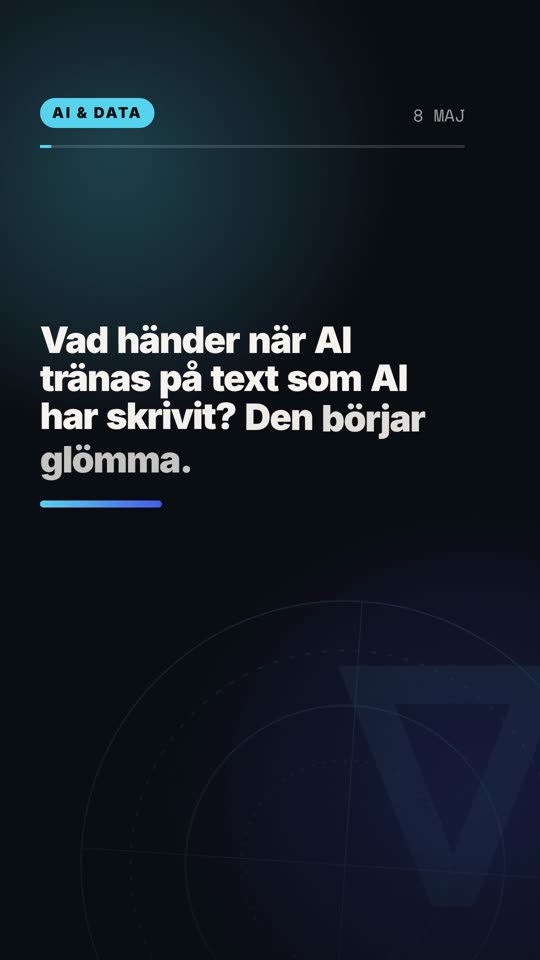 AI & DATA
8 MAJ
Vad händer när AI
tränas på text som AI
har skrivit? Den börjar
glömma.